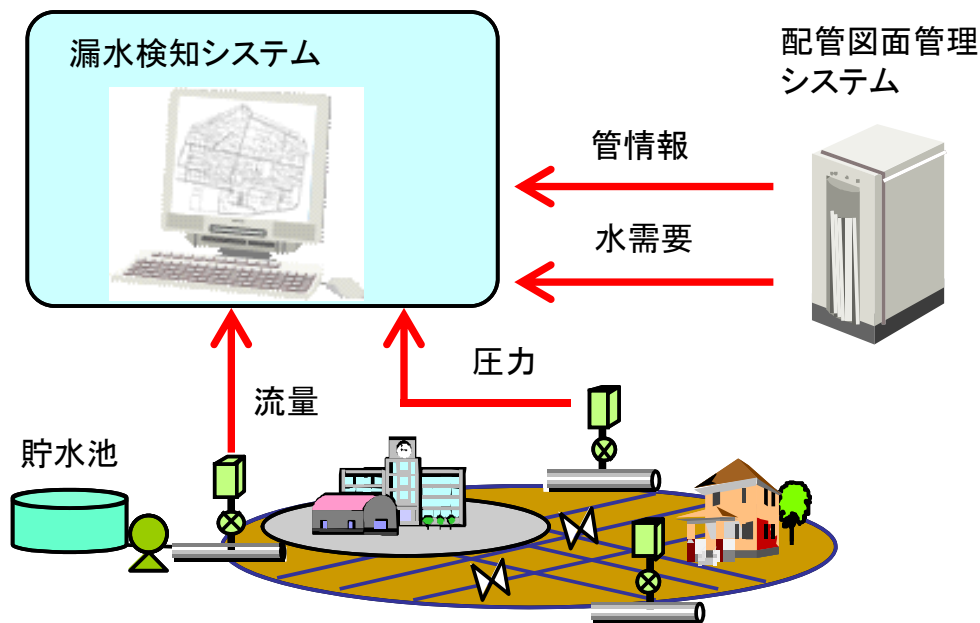 漏水検知システム
配管図面管理
システム
管情報
水需要
圧力
流量
貯水池